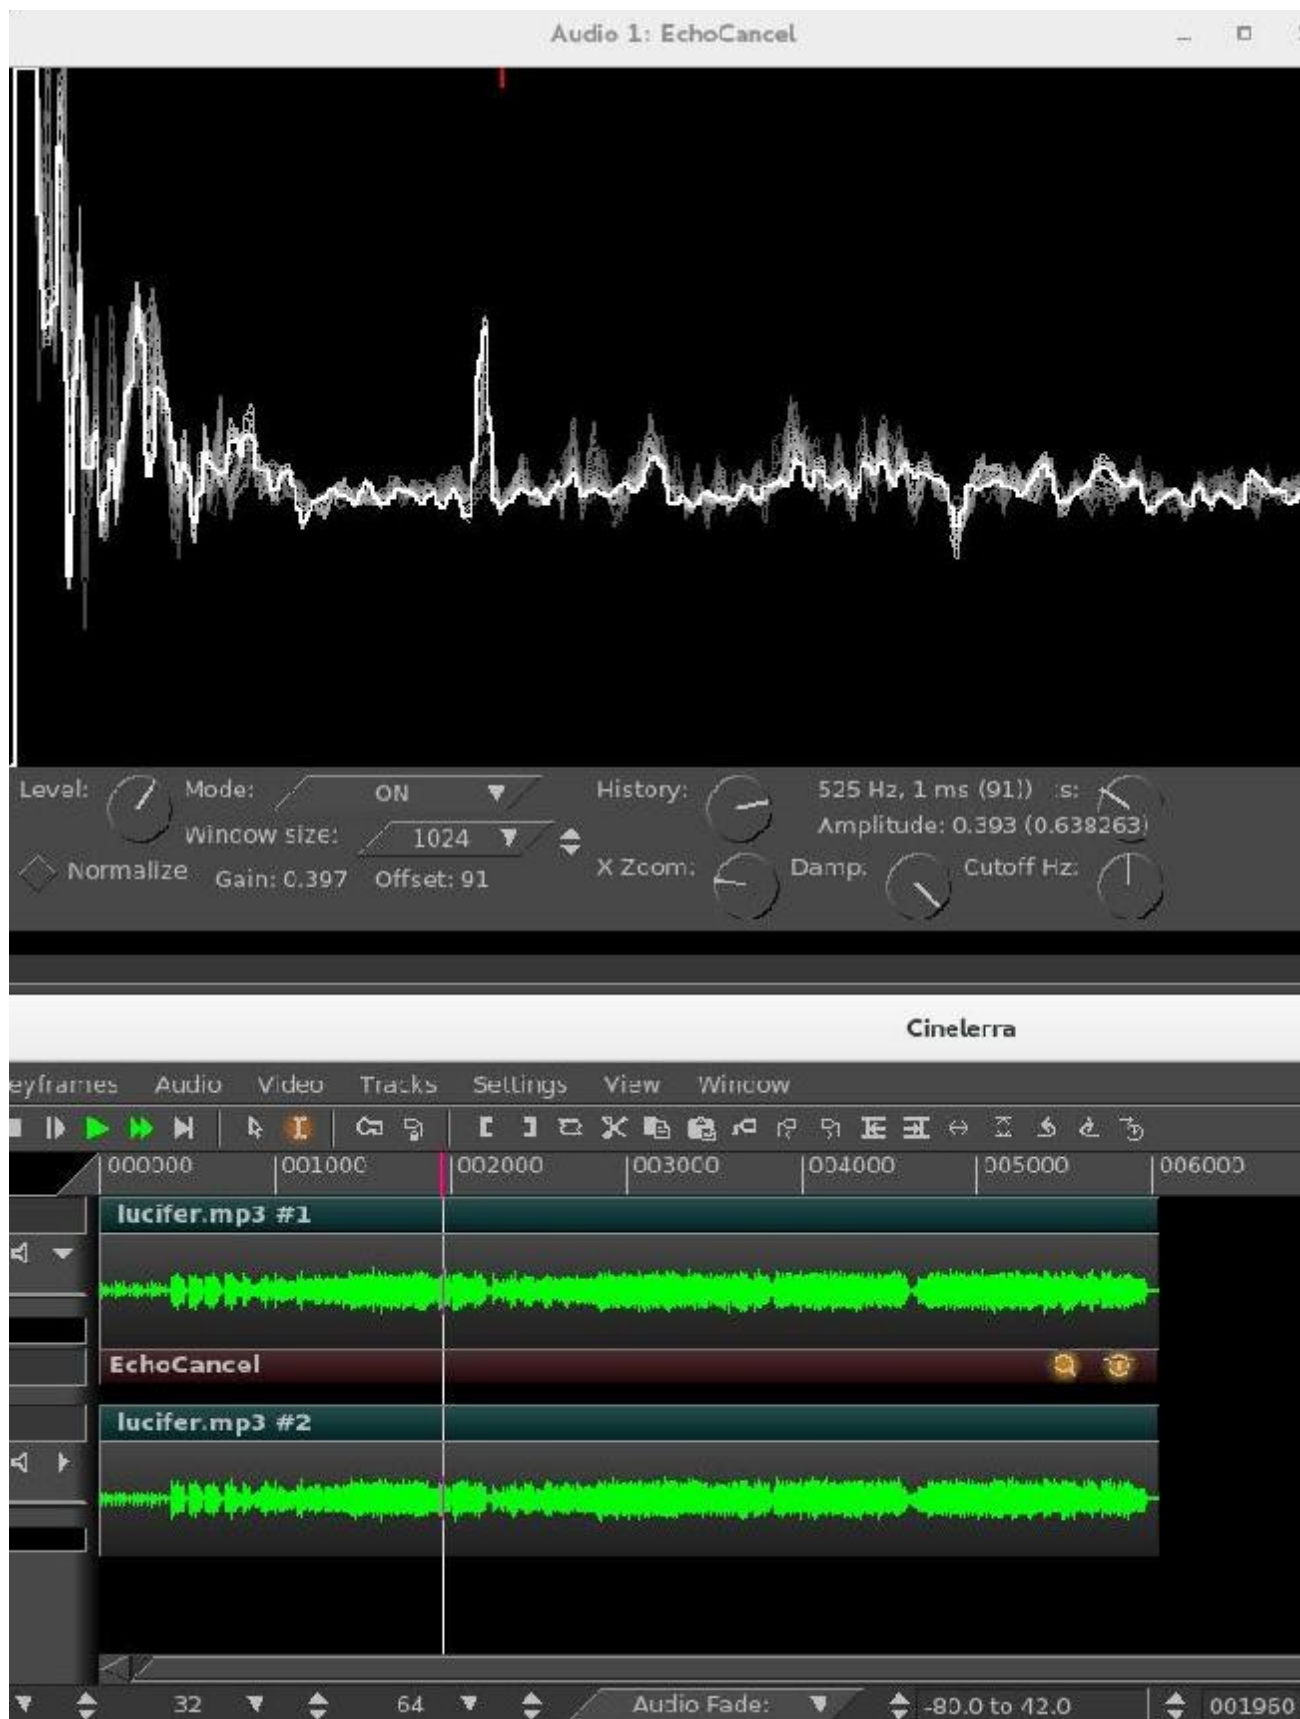 Audio 1: EchoCancel
Level: Mode: ON History: 525 Hz, 1 ms (91)) :s:
Window size: 1024 Amplitude: 0.393 (0.638263)
Normalize Gain: 0.397 Offset: 91 X Zoom: Damp: Cutoff Hz:
Cinelerra
eyframes Audio Video Tracks Settings View Window
000000 001000 002000 003000 004000 005000 006000
lucifer.mp3 #1
EchoCancel
lucifer.mp3 #2
32 64 Audio Fade: -80.0 to 42.0 001960